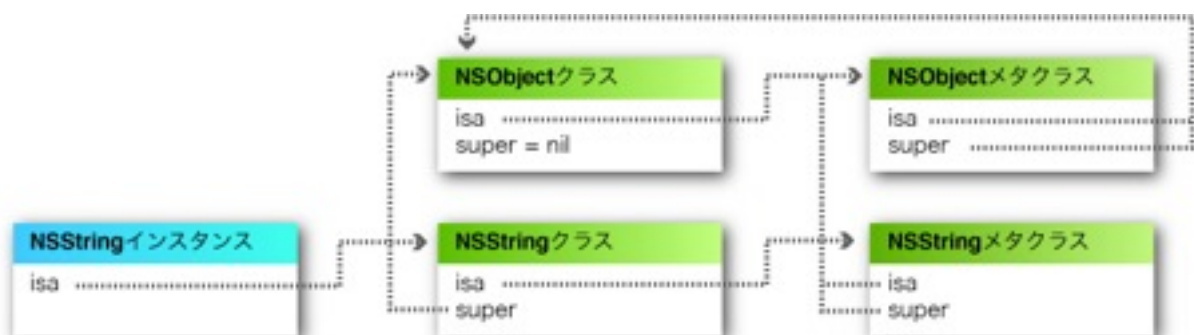 NSObjectクラス
isa
super = nil
NSObjectメタクラス
isa
super
NSStringインスタンス
isa
NSStringクラス
isa
super
NSStringメタクラス
isa
super